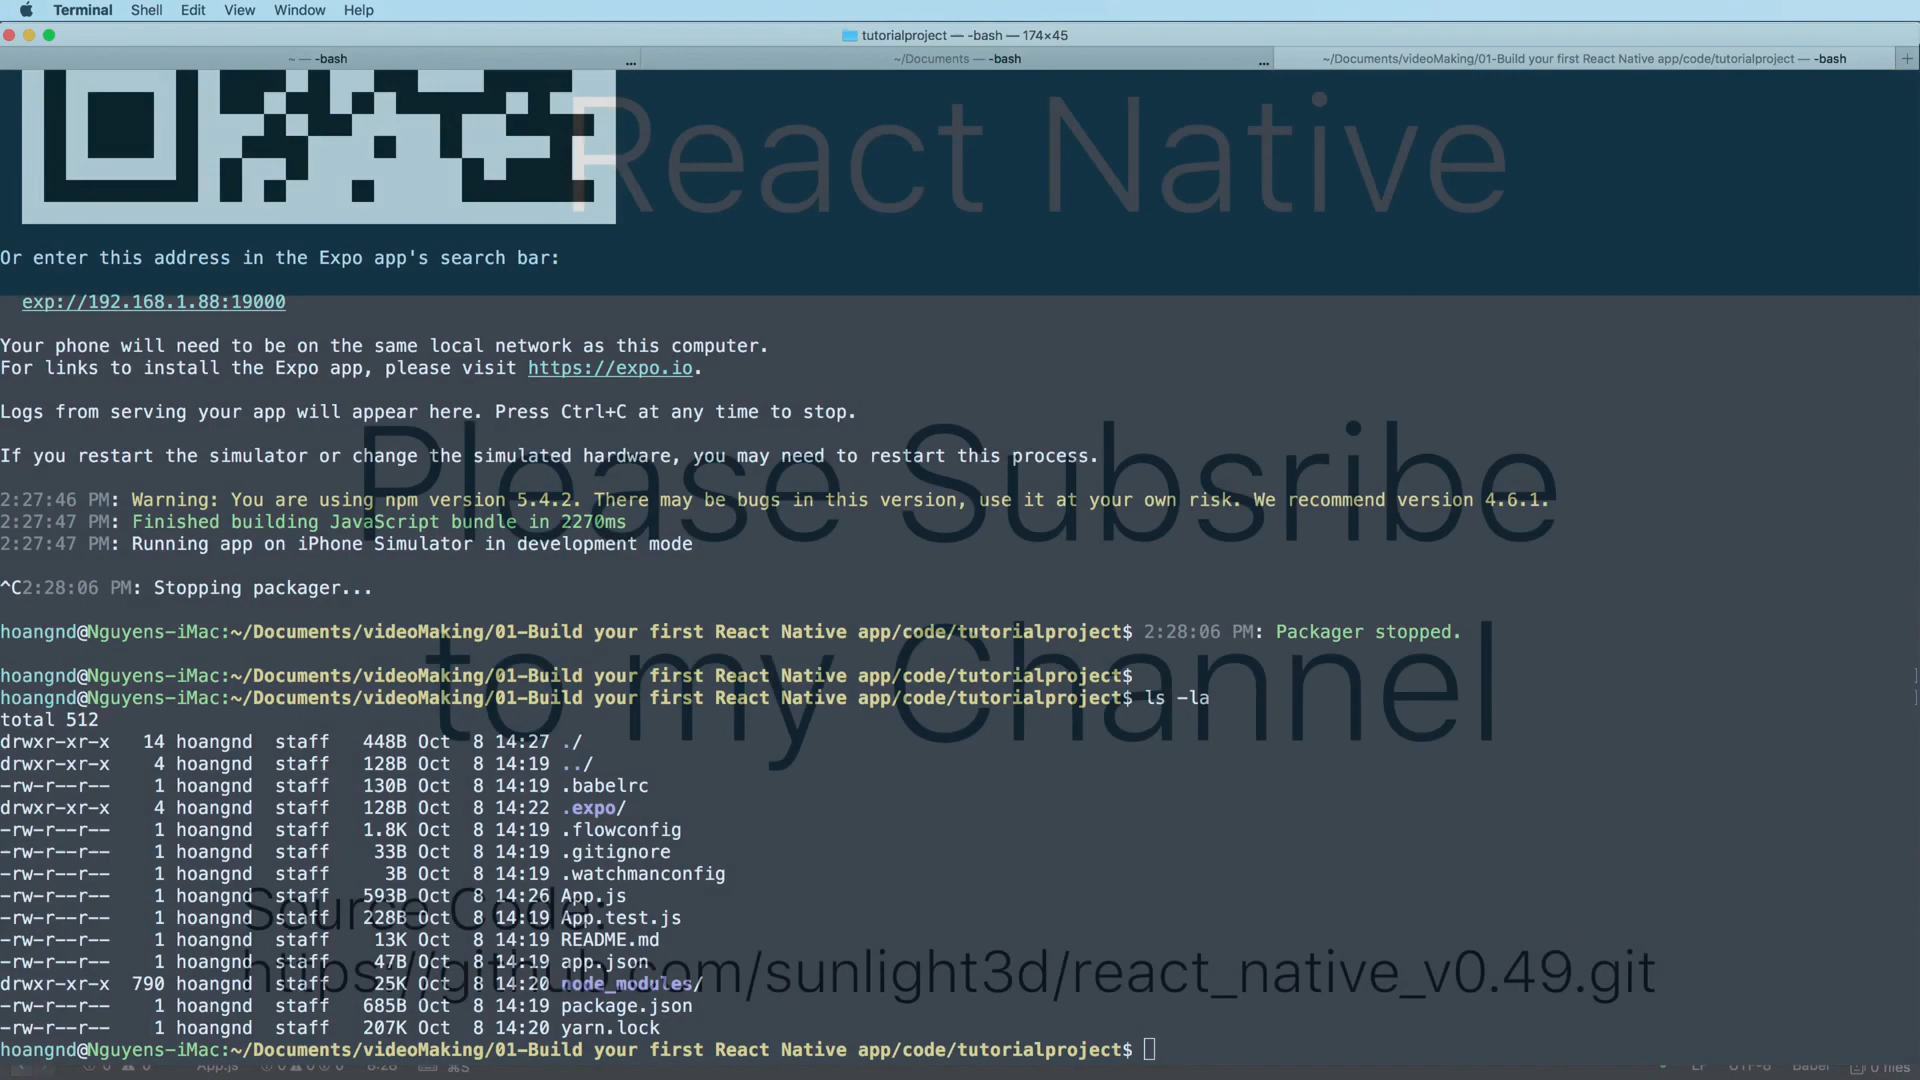 Terminal Shell Edit View Window Help
tutorialproject — -bash — 174×45
~ — -bash ... ~/Documents — -bash ... ~/Documents/videoMaking/01-Build your first React Native app/code/tutorialproject — -bash +
React Native
Or enter this address in the Expo app's search bar:
exp://192.168.1.88:19000
Your phone will need to be on the same local network as this computer.
For links to install the Expo app, please visit https://expo.io.
Logs from serving your app will appear here. Press Ctrl+C at any time to stop.
If you restart the simulator or change the simulated hardware, you may need to restart this process.
Please Subsribe
2:27:46 PM: Warning: You are using npm version 5.4.2. There may be bugs in this version, use it at your own risk. We recommend version 4.6.1.
2:27:47 PM: Finished building JavaScript bundle in 2270ms
2:27:47 PM: Running app on iPhone Simulator in development mode
^C2:28:06 PM: Stopping packager...
hoangnd@Nguyens-iMac:~/Documents/videoMaking/01-Build your first React Native app/code/tutorialproject$ 2:28:06 PM: Packager stopped.
to my Channel
hoangnd@Nguyens-iMac:~/Documents/videoMaking/01-Build your first React Native app/code/tutorialproject$
hoangnd@Nguyens-iMac:~/Documents/videoMaking/01-Build your first React Native app/code/tutorialproject$ ls -la
total 512
drwxr-xr-x 14 hoangnd staff 448B Oct 8 14:27 ./
drwxr-xr-x 4 hoangnd staff 128B Oct 8 14:19 ../
-rw-r--r-- 1 hoangnd staff 130B Oct 8 14:19 .babelrc
drwxr-xr-x 4 hoangnd staff 128B Oct 8 14:22 .expo/
-rw-r--r-- 1 hoangnd staff 1.8K Oct 8 14:19 .flowconfig
-rw-r--r-- 1 hoangnd staff 33B Oct 8 14:19 .gitignore
-rw-r--r-- 1 hoangnd staff 3B Oct 8 14:19 .watchmanconfig
-rw-r--r-- 1 hoangnd staff 593B Oct 8 14:26 App.js
Source Code:
-rw-r--r-- 1 hoangnd staff 228B Oct 8 14:19 App.test.js
-rw-r--r-- 1 hoangnd staff 13K Oct 8 14:19 README.md
-rw-r--r-- 1 hoangnd staff 47B Oct 8 14:19 app.json
https://github.com/sunlight3d/react_native_v0.49.git
drwxr-xr-x 790 hoangnd staff 25K Oct 8 14:20 node_modules/
-rw-r--r-- 1 hoangnd staff 685B Oct 8 14:19 package.json
-rw-r--r-- 1 hoangnd staff 207K Oct 8 14:20 yarn.lock
hoangnd@Nguyens-iMac:~/Documents/videoMaking/01-Build your first React Native app/code/tutorialproject$
App.js 8:28 LF UTF-8 Babel 0 files